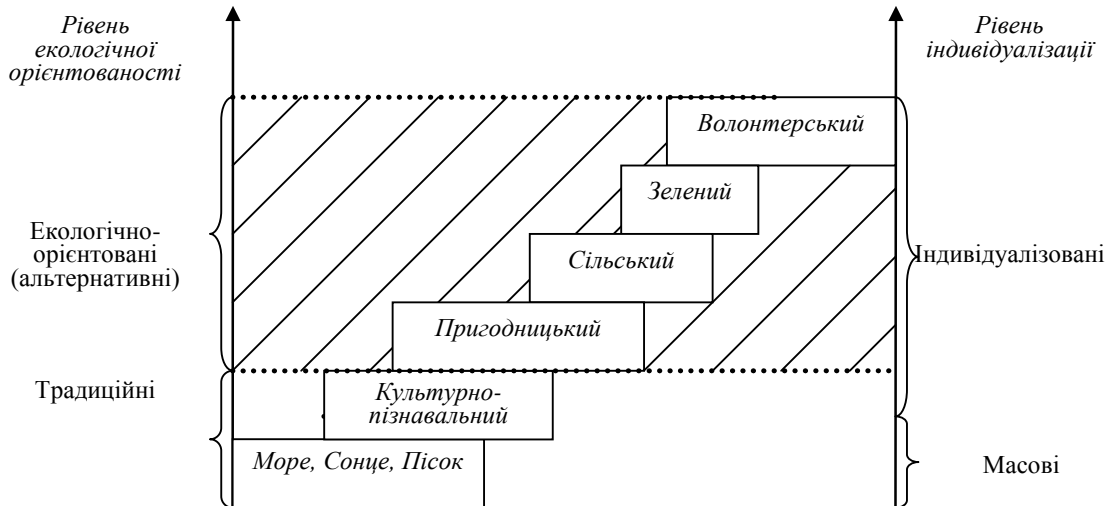 Рівень
екологічної
орієнтованості
Рівень
індивідуалізації
Волонтерський
Зелений
Екологічно-
орієнтовані
(альтернативні)
Сільський
Індивідуалізовані
Пригодницький
Традиційні
Культурно-
пізнавальний
Море, Сонце, Пісок
Масові